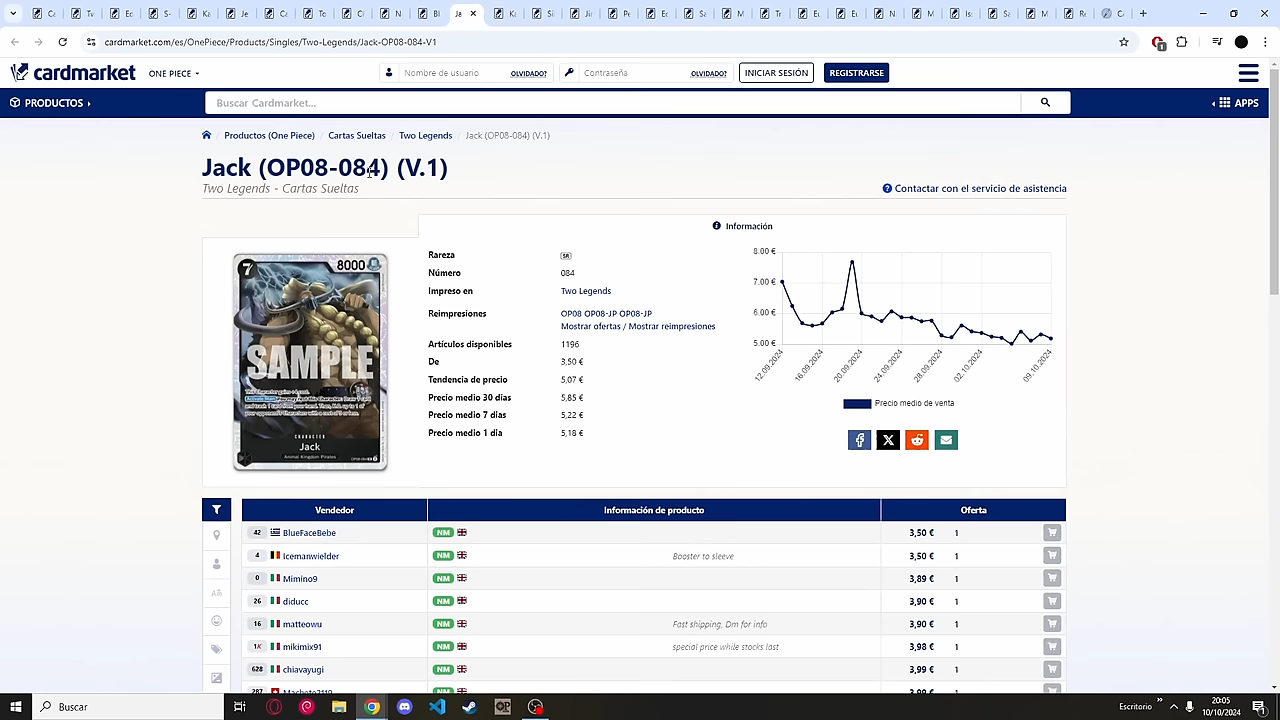 cardmarket.com/es/OnePiece/Products/Singles/Two-Legends/Jack-OP08-084-V1
cardmarket ONE PIECE Nombre de usuario OLVIDADO? Contraseña OLVIDADO? INICIAR SESIÓN REGISTRARSE
PRODUCTOS Buscar Cardmarket... APPS
Productos (One Piece) / Cartas Sueltas / Two Legends / Jack (OP08-084) (V.1)
Jack (OP08-084) (V.1)
Two Legends - Cartas Sueltas
Contactar con el servicio de asistencia
Información
7 8000
SAMPLE
CHARACTER
Jack
Animal Kingdom Pirates
Rareza SR
Número 084
Impreso en Two Legends
Reimpresiones OP08 OP08-JP OP08-JP
Mostrar ofertas / Mostrar reimpresiones
Artículos disponibles 1196
De 3,50 €
Tendencia de precio 5,07 €
Precio medio 30 días 5,85 €
Precio medio 7 días 5,22 €
Precio medio 1 día 5,18 €
8.00 €
7.00 €
6.00 €
5.00 €
16.09.2024 20.09.2024 24.09.2024 28.09.2024 02.10.2024
Precio medio de venta
Vendedor Información de producto Oferta
42 BlueFaceBebe NM 3,50 € 1
4 Icemanwielder NM Booster to sleeve 3,50 € 1
0 Mimino9 NM 3,89 € 1
26 diducc NM 3,90 € 1
16 matteowu NM Fast shipping, Dm for info 3,90 € 1
1K mikimix91 NM special price while stocks last 3,98 € 1
628 chiavayugi NM 3,99 € 1
Buscar
Escritorio
20:05
10/10/2024